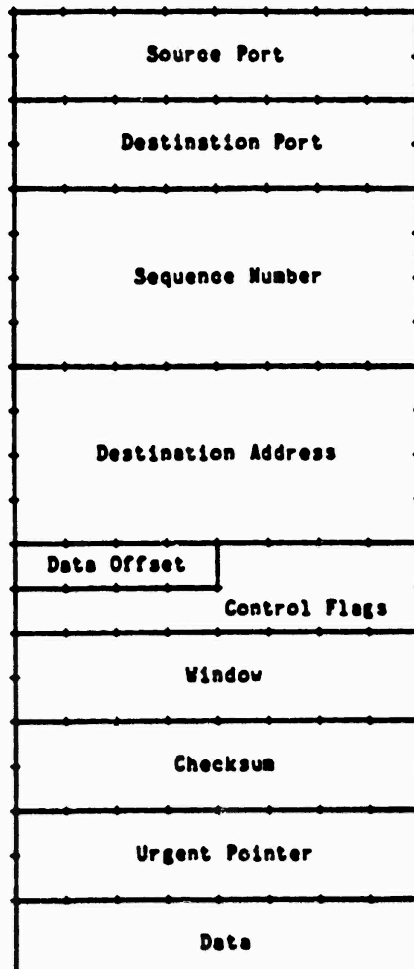 Source Port
Destination Port
Sequence Number
Destination Address
Data Offset
Control Flags
Window
Checksum
Urgent Pointer
Data